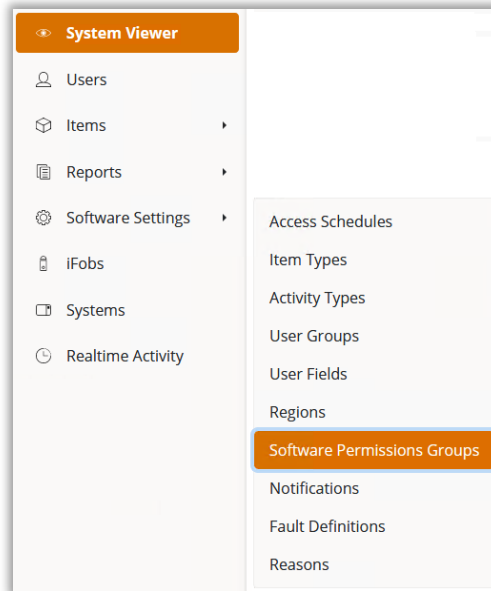 System Viewer
Users
Items
Reports
Software Settings
iFobs
Systems
Realtime Activity
Access Schedules
Item Types
Activity Types
User Groups
User Fields
Regions
Software Permissions Groups
Notifications
Fault Definitions
Reasons